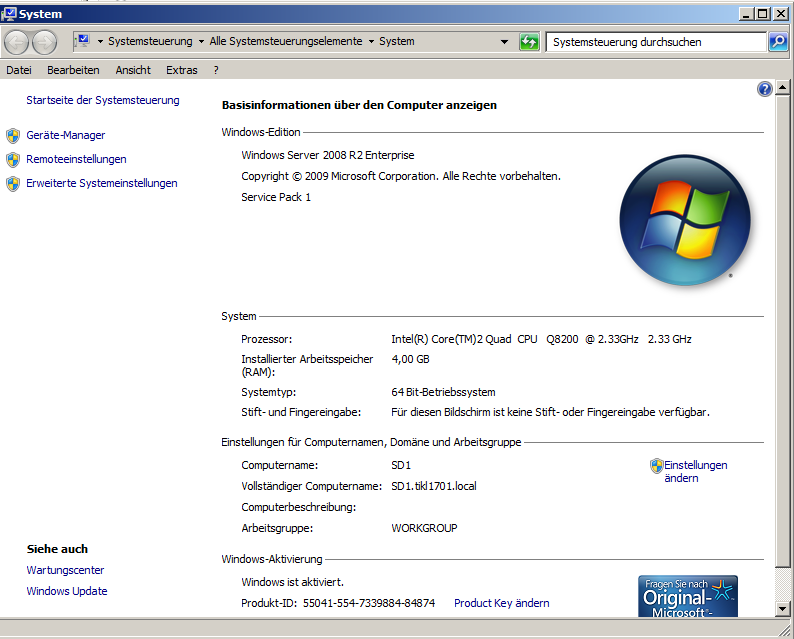 System
Systemsteuerung Alle Systemsteuerungselemente System
Systemsteuerung durchsuchen
Datei Bearbeiten Ansicht Extras ?
Startseite der Systemsteuerung
Geräte-Manager
Remoteeinstellungen
Erweiterte Systemeinstellungen
Siehe auch
Wartungscenter
Windows Update
Basisinformationen über den Computer anzeigen
Windows-Edition
Windows Server 2008 R2 Enterprise
Copyright © 2009 Microsoft Corporation. Alle Rechte vorbehalten.
Service Pack 1
System
Prozessor: Intel(R) Core(TM)2 Quad CPU Q8200 @ 2.33GHz 2.33 GHz
Installierter Arbeitsspeicher 4,00 GB
(RAM):
Systemtyp: 64 Bit-Betriebssystem
Stift- und Fingereingabe: Für diesen Bildschirm ist keine Stift- oder Fingereingabe verfügbar.
Einstellungen für Computernamen, Domäne und Arbeitsgruppe
Computername: SD1
Einstellungen
ändern
Vollständiger Computername: SD1.tikl1701.local
Computerbeschreibung:
Arbeitsgruppe: WORKGROUP
Windows-Aktivierung
Windows ist aktiviert.
Produkt-ID: 55041-554-7339884-84874 Product Key ändern
Fragen Sie nach
Original-
Microsoft-